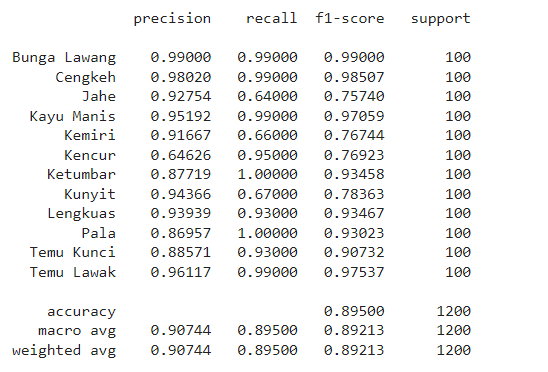 precision recall f1-score support
Bunga Lawang 0.99000 0.99000 0.99000 100
Cengkeh 0.98020 0.99000 0.98507 100
Jahe 0.92754 0.64000 0.75740 100
Kayu Manis 0.95192 0.99000 0.97059 100
Kemiri 0.91667 0.66000 0.76744 100
Kencur 0.64626 0.95000 0.76923 100
Ketumbar 0.87719 1.00000 0.93458 100
Kunyit 0.94366 0.67000 0.78363 100
Lengkuas 0.93939 0.93000 0.93467 100
Pala 0.86957 1.00000 0.93023 100
Temu Kunci 0.88571 0.93000 0.90732 100
Temu Lawak 0.96117 0.99000 0.97537 100
accuracy 0.89500 1200
macro avg 0.90744 0.89500 0.89213 1200
weighted avg 0.90744 0.89500 0.89213 1200